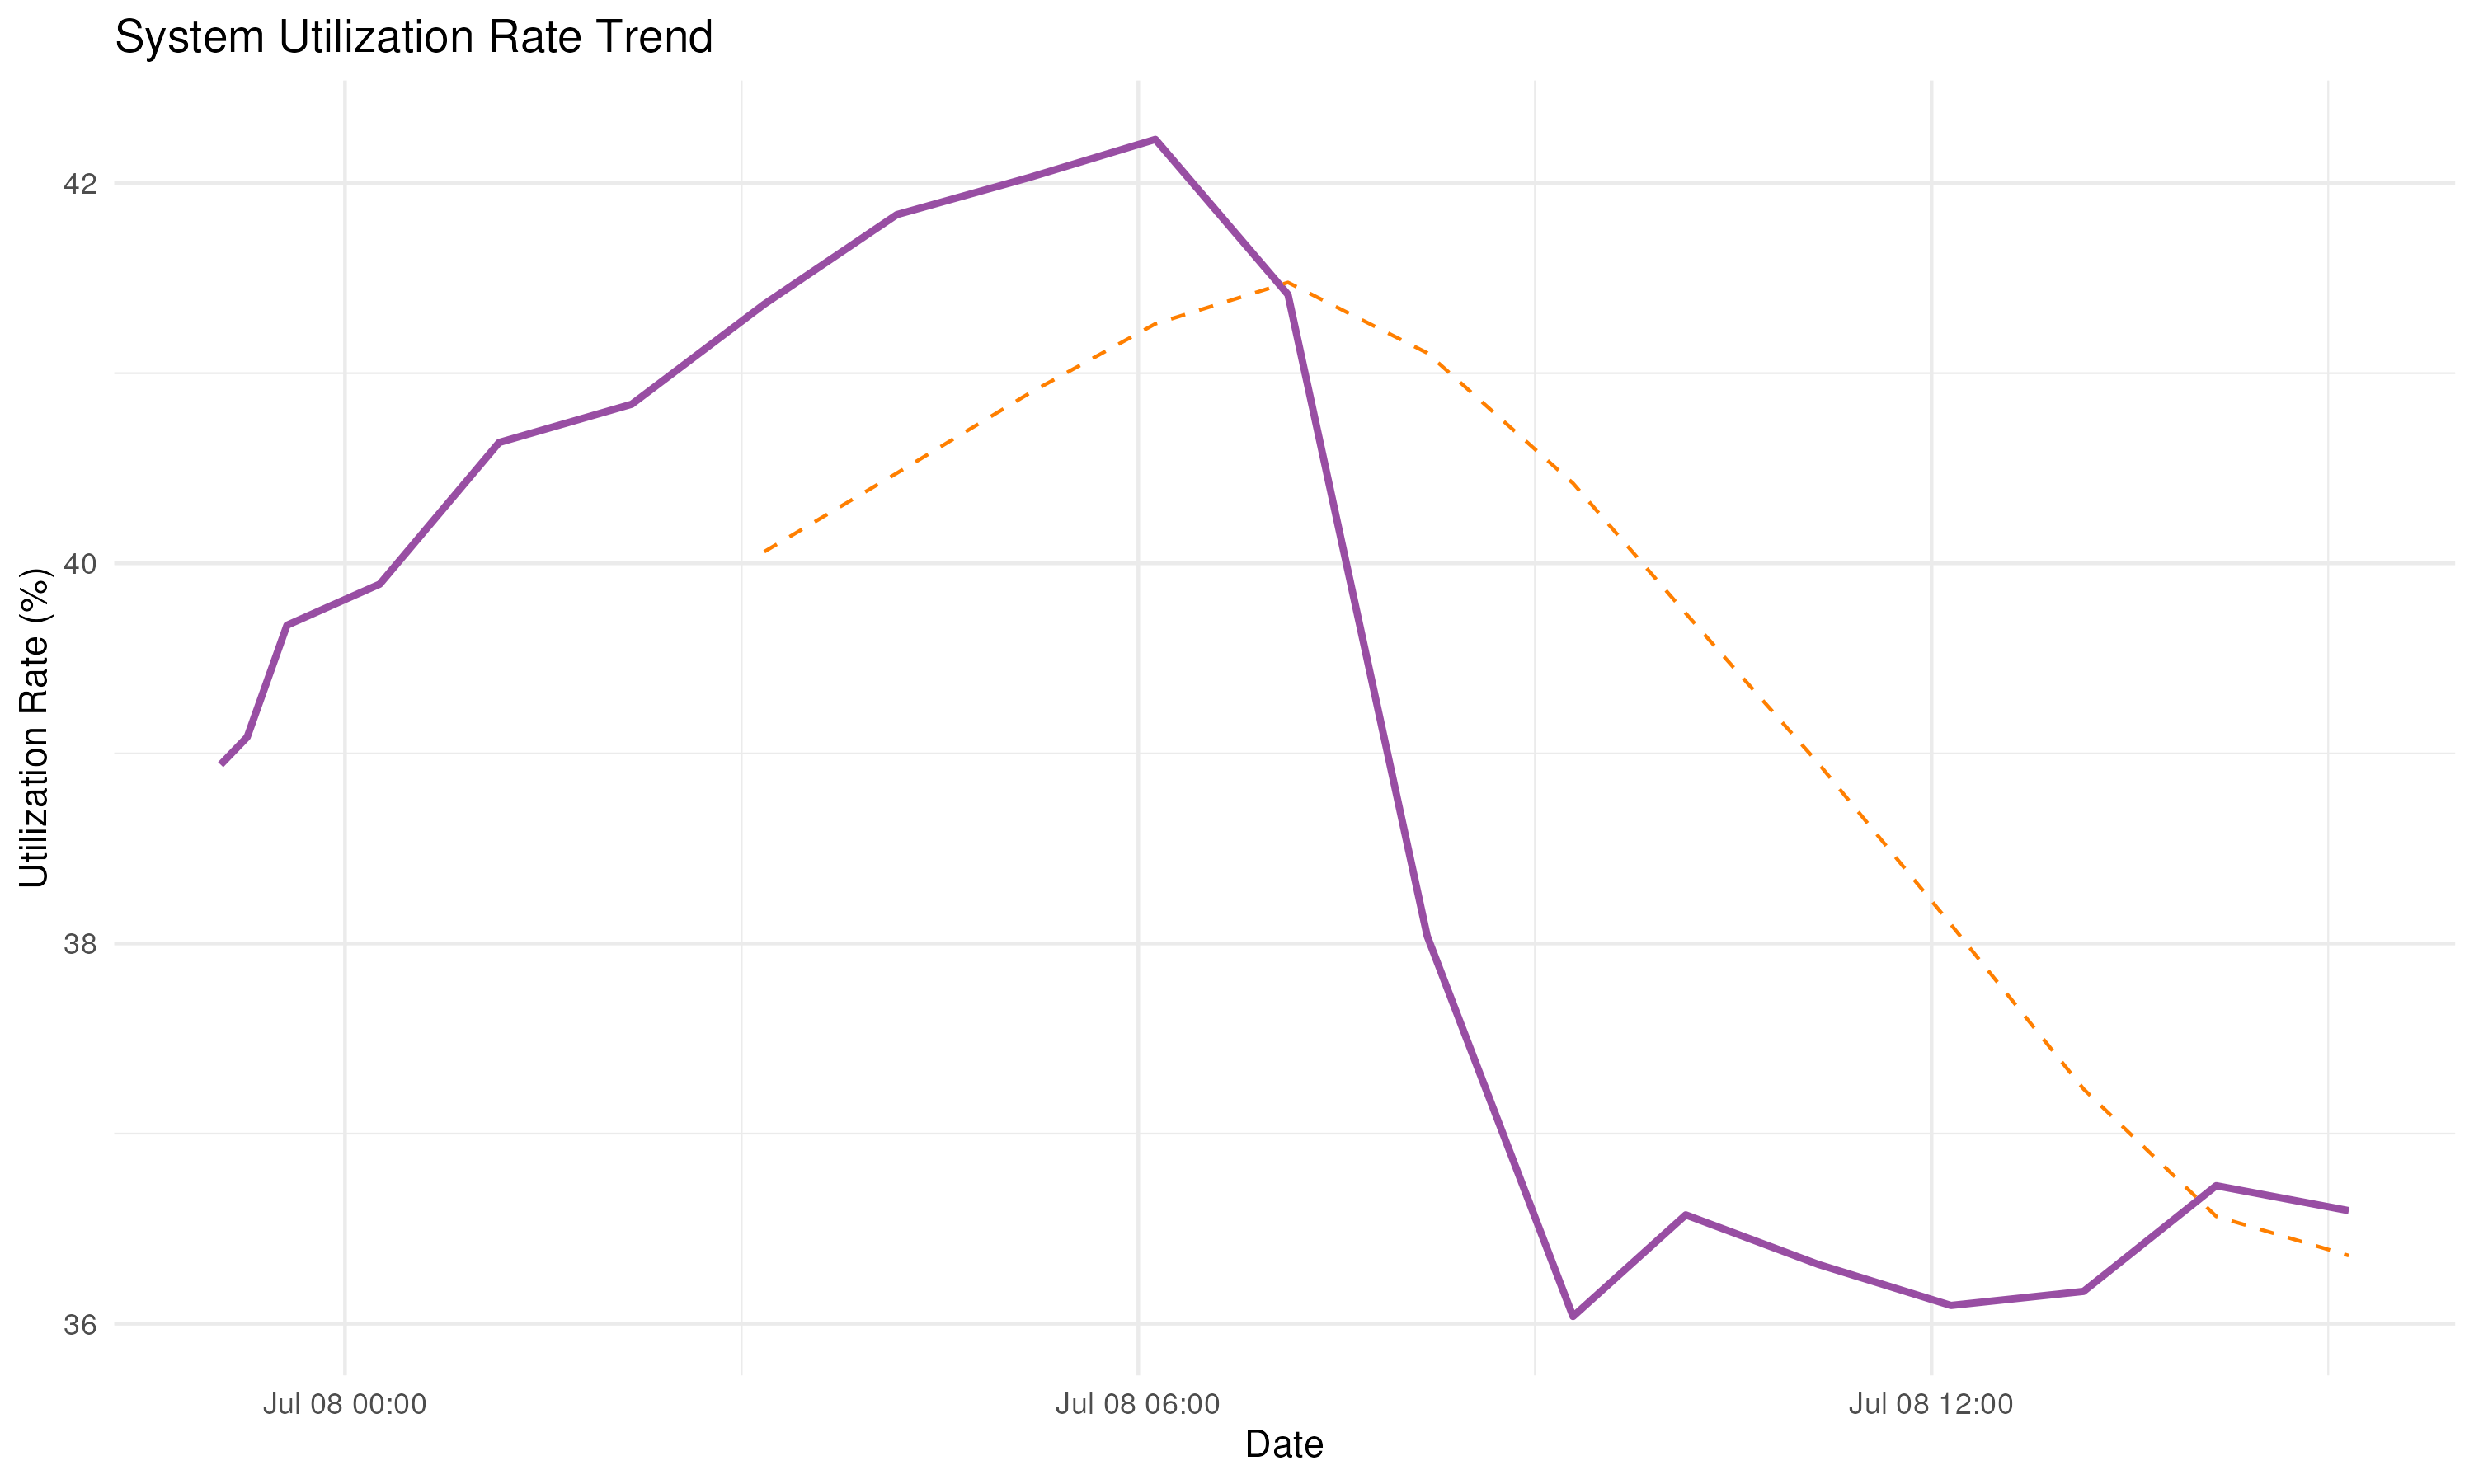 System Utilization Rate Trend
Utilization Rate (%)
42
40
38
36
Jul 08 00:00
Jul 08 06:00
Jul 08 12:00
Date